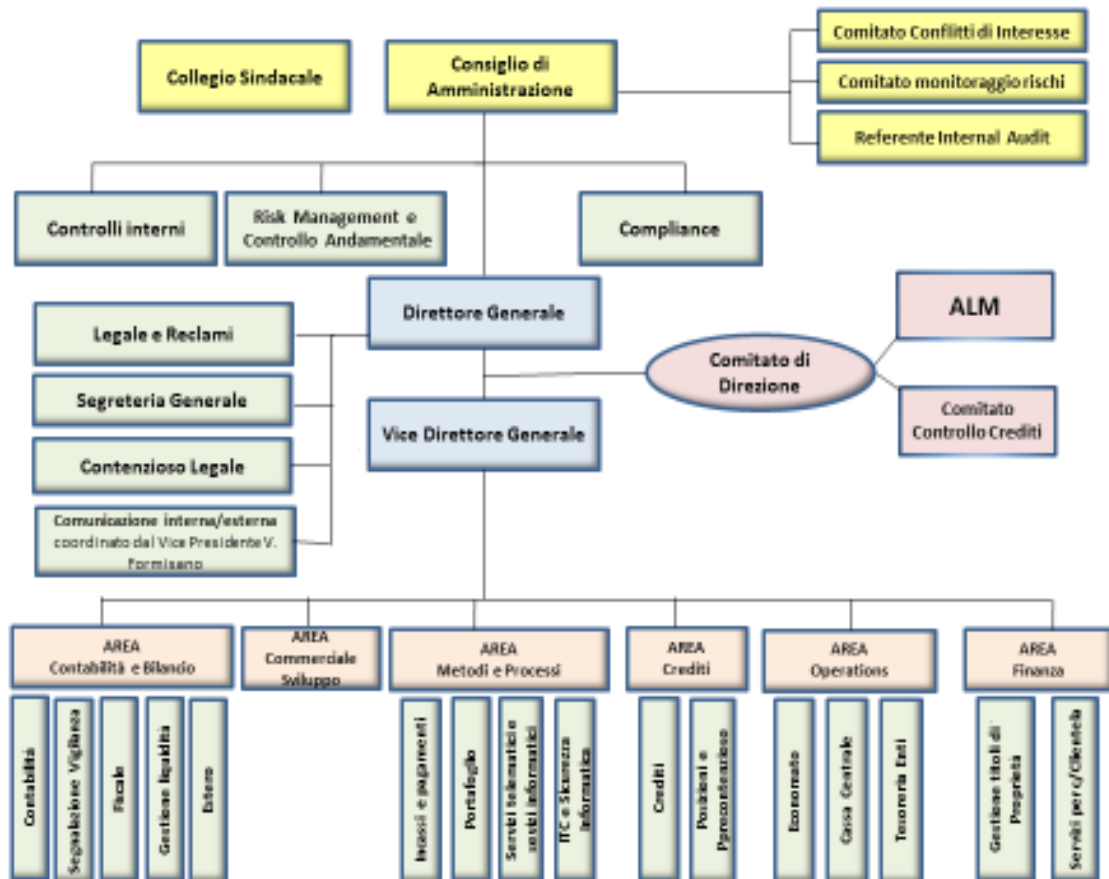 Comitato Conflitti di Interesse
Collegio Sindacale
Consiglio di
Amministrazione
Comitato monitoraggio rischi
Referente Internal Audit
Controlli interni
Risk Management e
Controllo Andamentale
Compliance
Direttore Generale
ALM
Legale e Reclami
Comitato di
Direzione
Segreteria Generale
Vice Direttore Generale
Comitato
Controllo Crediti
Contenzioso Legale
Comunicazione interna/esterna
coordinato dal Vice Presidente V.
Formisano
AREA
Contabilità e Bilancio
AREA
Commerciale
Sviluppo
AREA
Metodi e Processi
AREA
Crediti
AREA
Operations
AREA
Finanza
Contabilità
Segnalazione Vigilanza
Fiscale
Gestione liquidità
Estero
Incassi e pagamenti
Portafoglio
Servizi telematici e
sesivi informatici
ITC e Sicurezza
Informatica
Crediti
Posizioni e
Pprocontenzioso
Economato
Cassa Centrale
Tesoreria Enti
Gestione titoli di
Proprietà
Servizi per c/Clientela